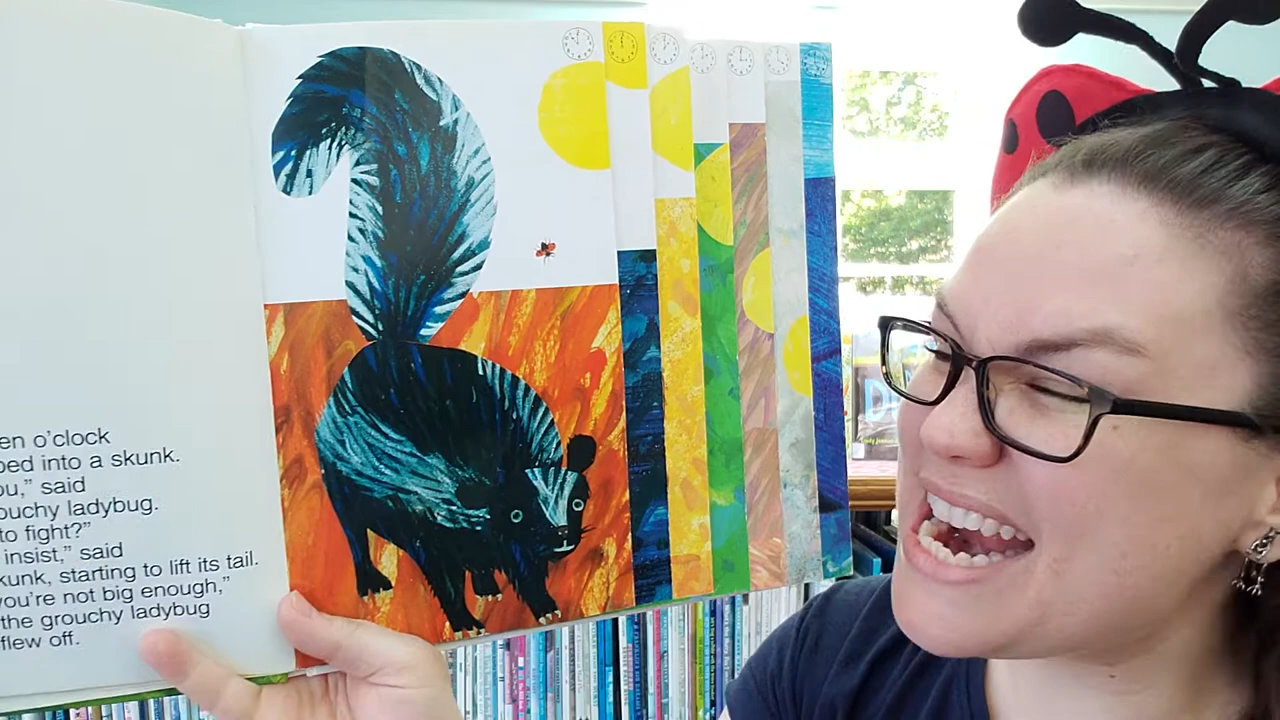 en o'clock
ped into a skunk.
ou,” said
ouchy ladybug.
to fight?”
insist,” said
kunk, starting to lift its tail.
you're not big enough,”
the grouchy ladybug
flew off.